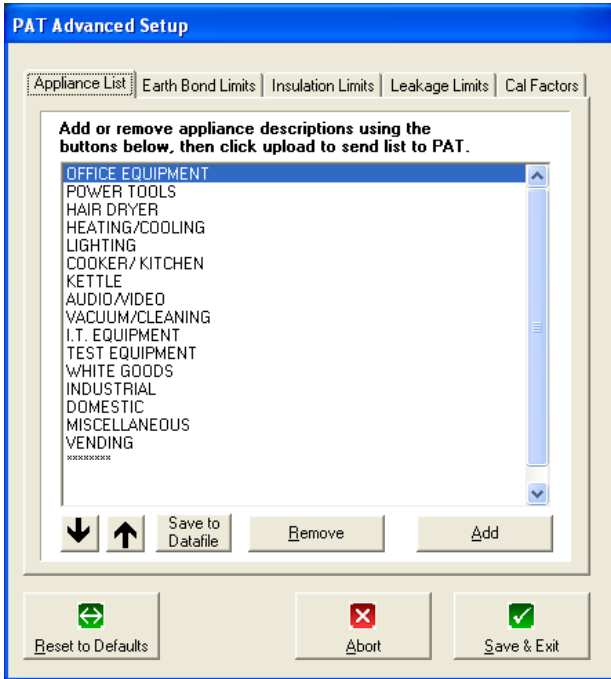 PAT Advanced Setup
Appliance List Earth Bond Limits Insulation Limits Leakage Limits Cal Factors
Add or remove appliance descriptions using the
buttons below, then click upload to send list to PAT.
OFFICE EQUIPMENT
POWER TOOLS
HAIR DRYER
HEATING/COOLING
LIGHTING
COOKER/ KITCHEN
KETTLE
AUDIO/VIDEO
VACUUM/CLEANING
I.T. EQUIPMENT
TEST EQUIPMENT
WHITE GOODS
INDUSTRIAL
DOMESTIC
MISCELLANEOUS
VENDING
********
Save to
Datafile
Remove
Add
Reset to Defaults
Abort
Save & Exit